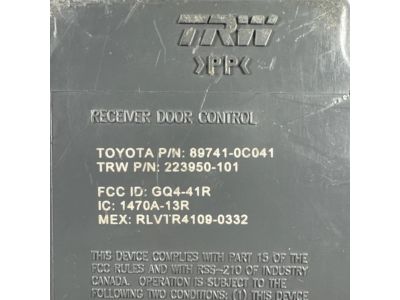 TRW
>PP<
RECEIVER DOOR CONTROL
TOYOTA P/N: 89741-0C041
TRW P/N: 223950-101
FCC ID: GQ4-41R
IC: 1470A-13R
MEX: RLVTR4109-0332
THIS DEVICE COMPLIES WITH PART 15 OF THE
FCC RULES AND WITH RSS-210 OF INDUSTRY
CANADA. OPERATION IS SUBJECT TO THE
FOLLOWING TWO CONDITIONS: (1) THIS DEVICE